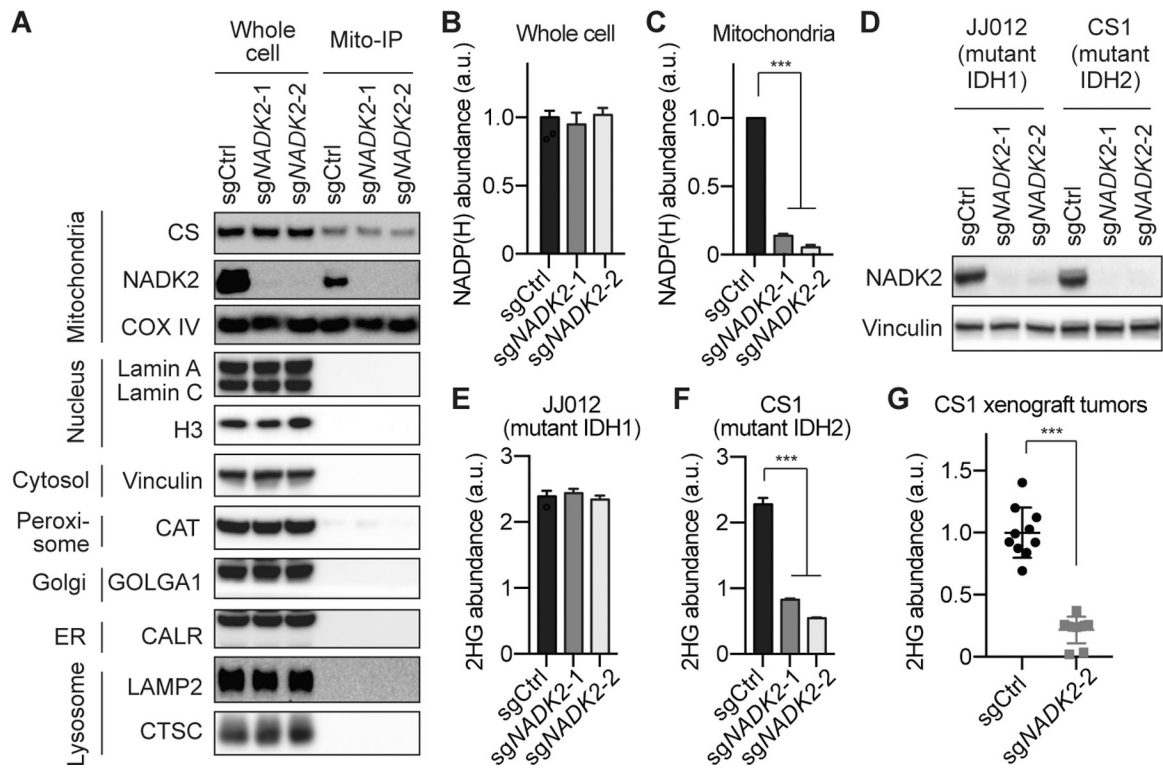 A
Whole cell
Mito-IP
sgCtrl
sgNADK2-1
sgNADK2-2
sgCtrl
sgNADK2-1
sgNADK2-2
Mitochondria
CS
NADK2
COX IV
Nucleus
Lamin A
Lamin C
H3
Cytosol
Vinculin
Peroxi-
some
CAT
Golgi
GOLGA1
ER
CALR
Lysosome
LAMP2
CTSC
B
Whole cell
NADP(H) abundance (a.u.)
1.0
0.5
0
sgCtrl
sgNADK2-1
sgNADK2-2
C
Mitochondria
***
NADP(H) abundance (a.u.)
1.0
0.5
0
sgCtrl
sgNADK2-1
sgNADK2-2
D
JJ012
(mutant
IDH1)
CS1
(mutant
IDH2)
sgCtrl
sgNADK2-1
sgNADK2-2
sgCtrl
sgNADK2-1
sgNADK2-2
NADK2
Vinculin
E
JJ012
(mutant IDH1)
2HG abundance (a.u.)
3
2
1
0
sgCtrl
sgNADK2-1
sgNADK2-2
F
CS1
(mutant IDH2)
***
2HG abundance (a.u.)
3
2
1
0
sgCtrl
sgNADK2-1
sgNADK2-2
G
CS1 xenograft tumors
***
2HG abundance (a.u.)
1.5
1.0
0.5
0
sgCtrl
sgNADK2-2